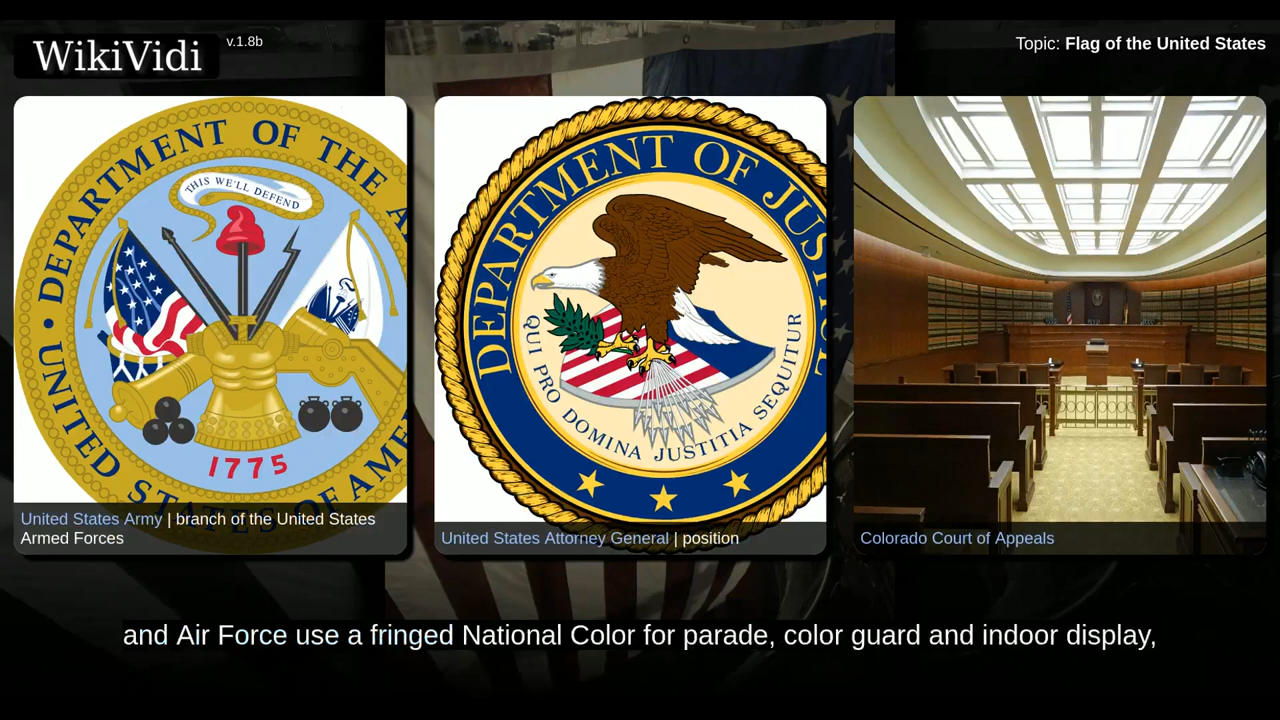 WikiVidi
v.1.8b
Topic: Flag of the United States
DEPARTMENT OF THE A
UNITED STATES OF AME
THIS WE'LL DEFEND
1775
United States Army | branch of the United States
Armed Forces
DEPARTMENT OF JUSTICE
QUI PRO DOMINA JUSTITIA SEQUITUR
United States Attorney General | position
Colorado Court of Appeals
and Air Force use a fringed National Color for parade, color guard and indoor display,